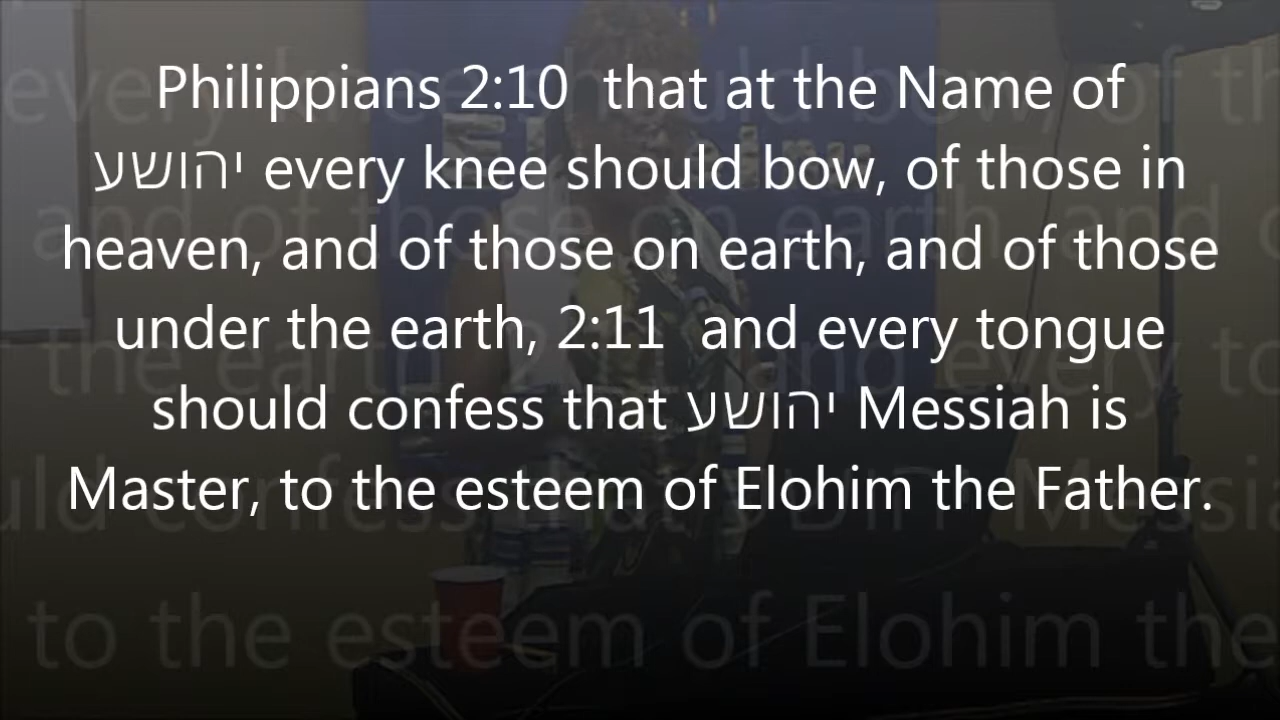 Philippians 2:10  that at the Name of
יהושע every knee should bow, of those in
heaven, and of those on earth, and of those
under the earth, 2:11  and every tongue
should confess that יהושע Messiah is
Master, to the esteem of Elohim the Father.